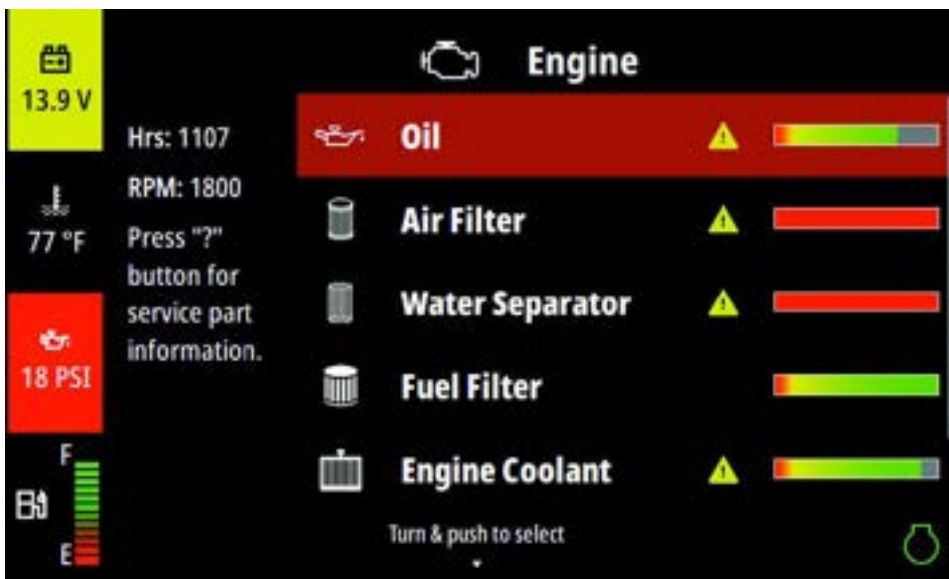 Engine
13.9 V
Hrs: 1107
Oil
RPM: 1800
77 °F
Press "?"
button for
service part
information.
Air Filter
Water Separator
18 PSI
Fuel Filter
F
Engine Coolant
E
Turn & push to select